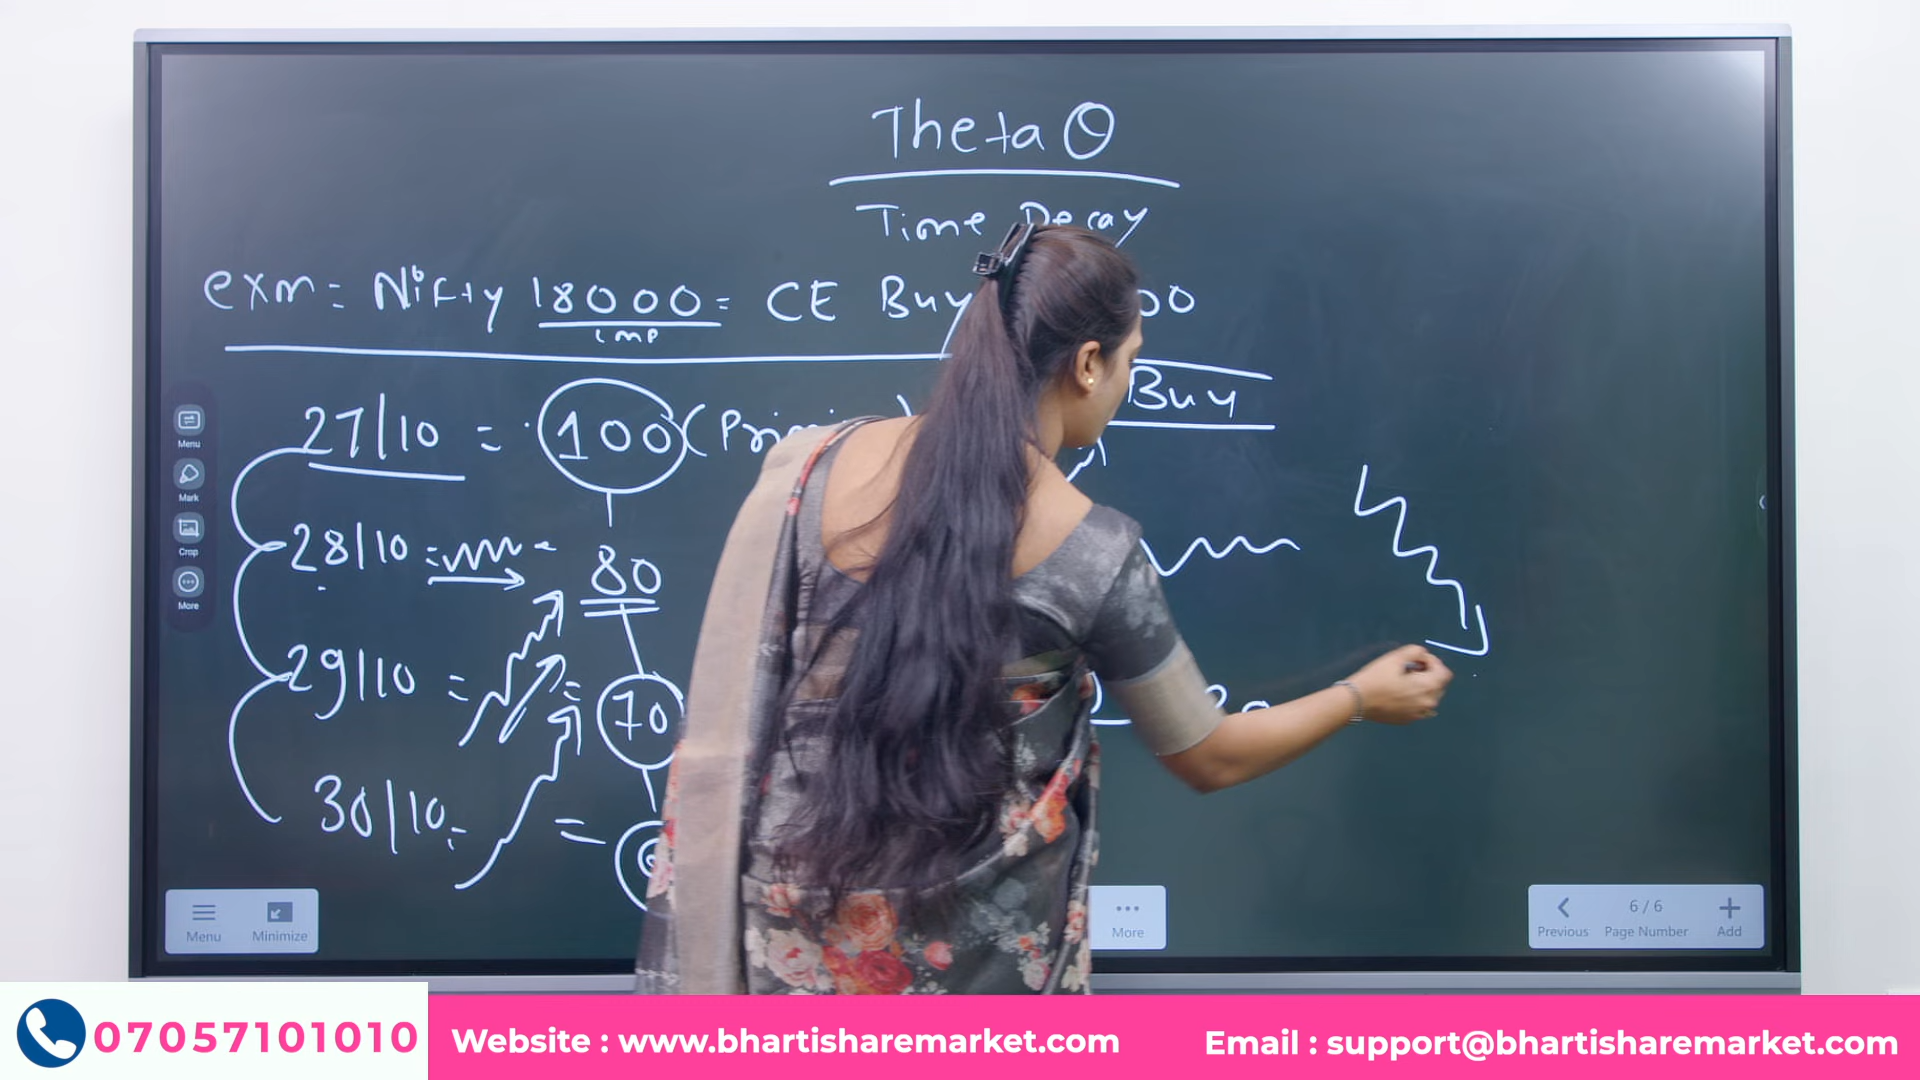 Theta Θ
Time Decay
exm = Nifty 18000 = CE Buy 00
imp
Buy
27/10 = 100 (
28/10 = 80
29/10 = = 70
30/10 = =
Menu
Mark
Crop
More
Menu Minimize
More
Previous 6/6 Page Number Add
07057101010
Website : www.bhartisharemarket.com
Email : support@bhartisharemarket.com